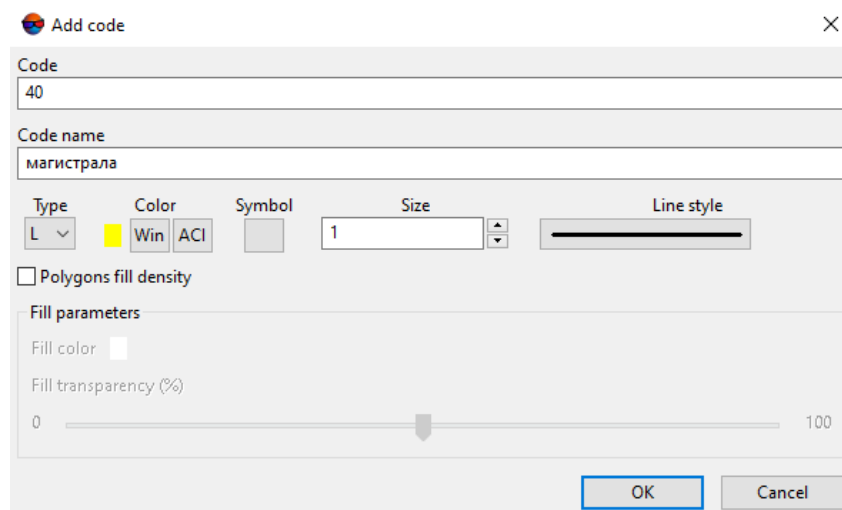 Add code
Code
40
Code name
магистрала
Type Color Symbol Size Line style
L Win ACI 1
Polygons fill density
Fill parameters
Fill color
Fill transparency (%)
0 100
OK Cancel